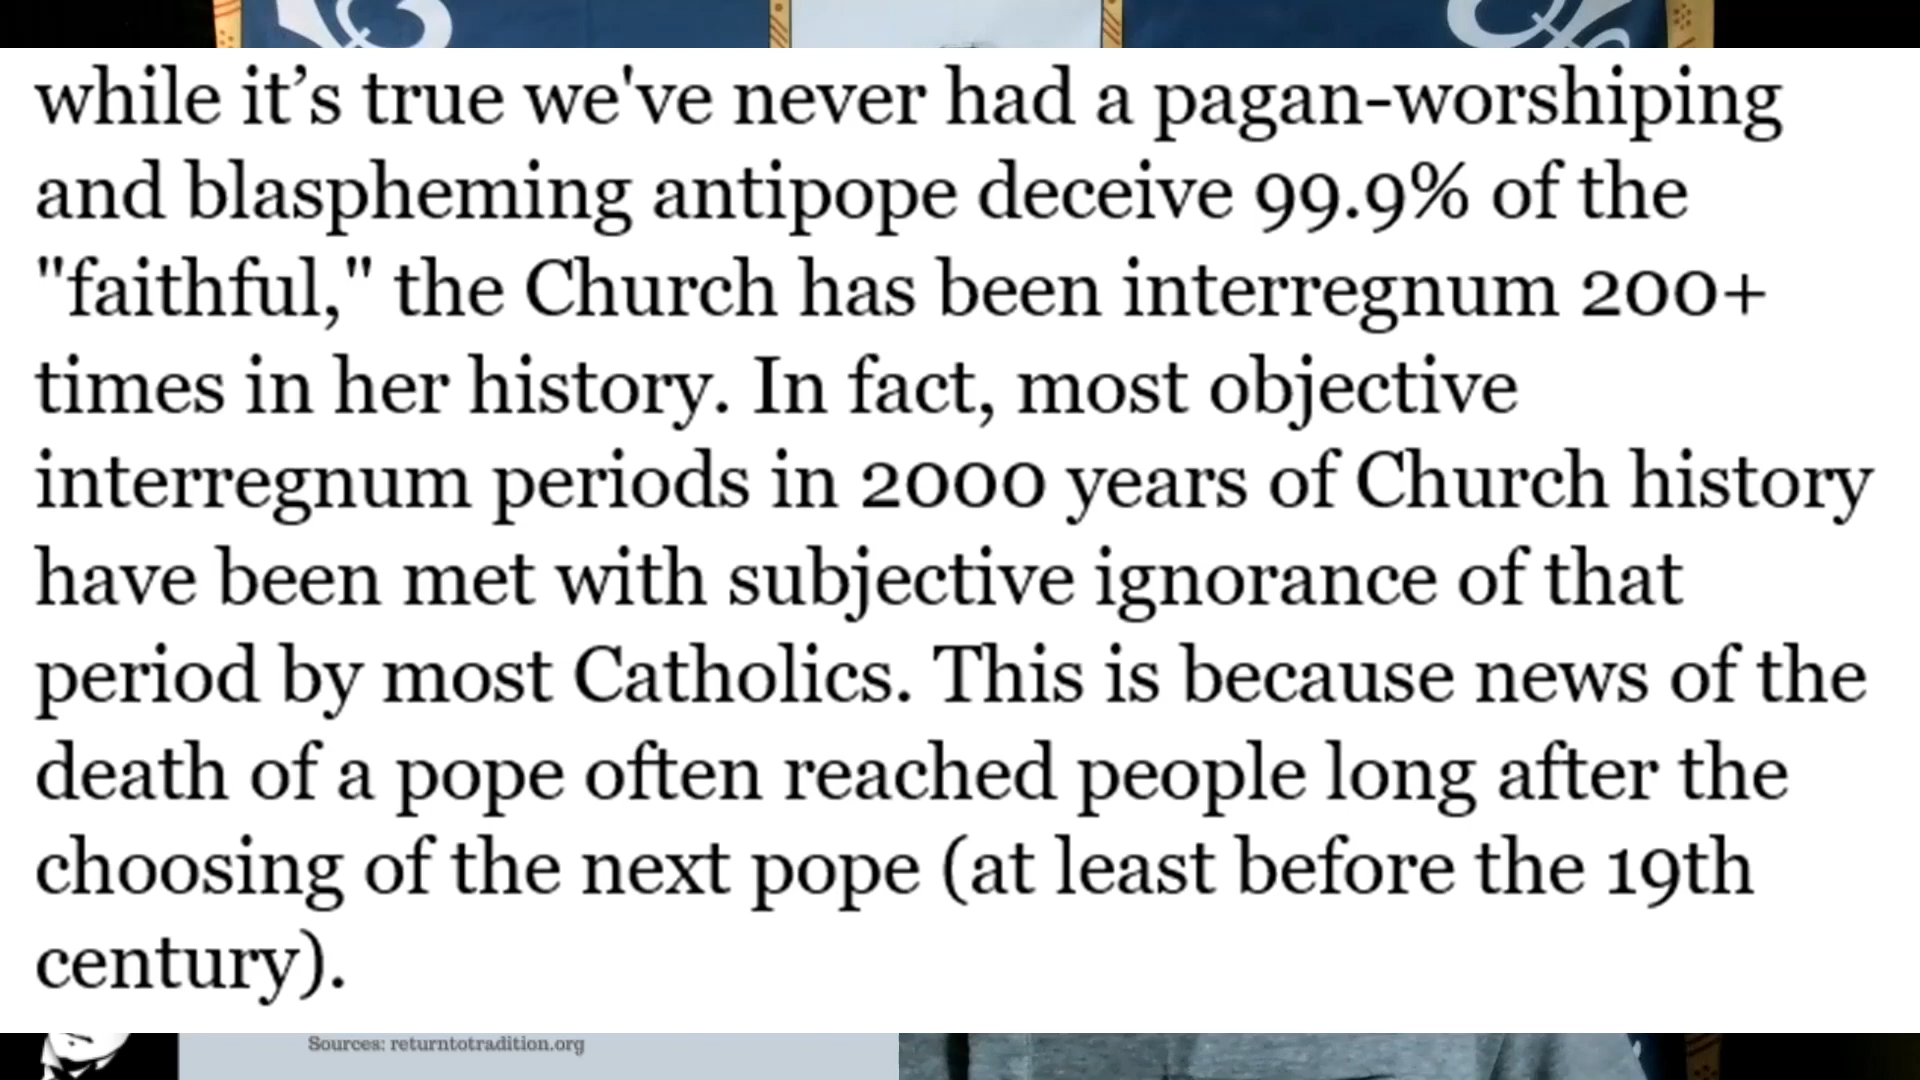 while it’s true we've never had a pagan-worshiping
and blaspheming antipope deceive 99.9% of the
"faithful," the Church has been interregnum 200+
times in her history. In fact, most objective
interregnum periods in 2000 years of Church history
have been met with subjective ignorance of that
period by most Catholics. This is because news of the
death of a pope often reached people long after the
choosing of the next pope (at least before the 19th
century).
Sources: returntotradition.org